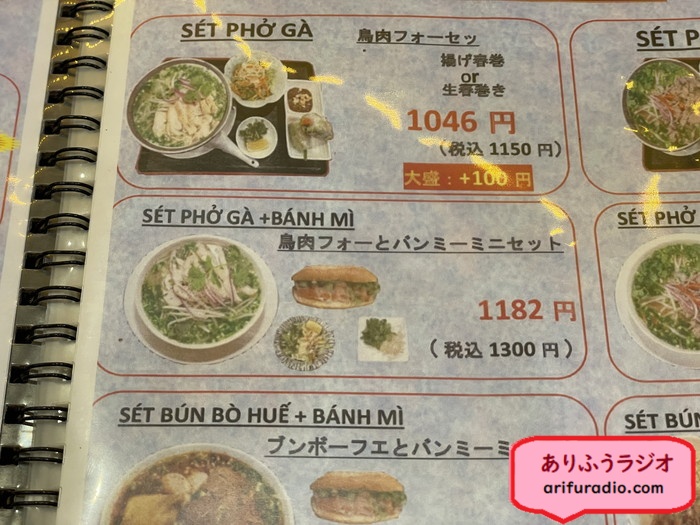 SÉT PHỞ GÀ
鳥肉フォーセッ
揚げ春巻
or
生春巻き
1046 円
(税込 1150 円)
大盛：+100 円
SÉT P
SÉT PHỞ GÀ +BÁNH MÌ
鳥肉フォーとバンミーミニセット
1182 円
( 税込 1300 円 )
SÉT PHỞ
SÉT BÚN BÒ HUẾ + BÁNH MÌ
ブンボーフエとバンミーミ
SÉT BÚN
ありふうラジオ
arifuradio.com